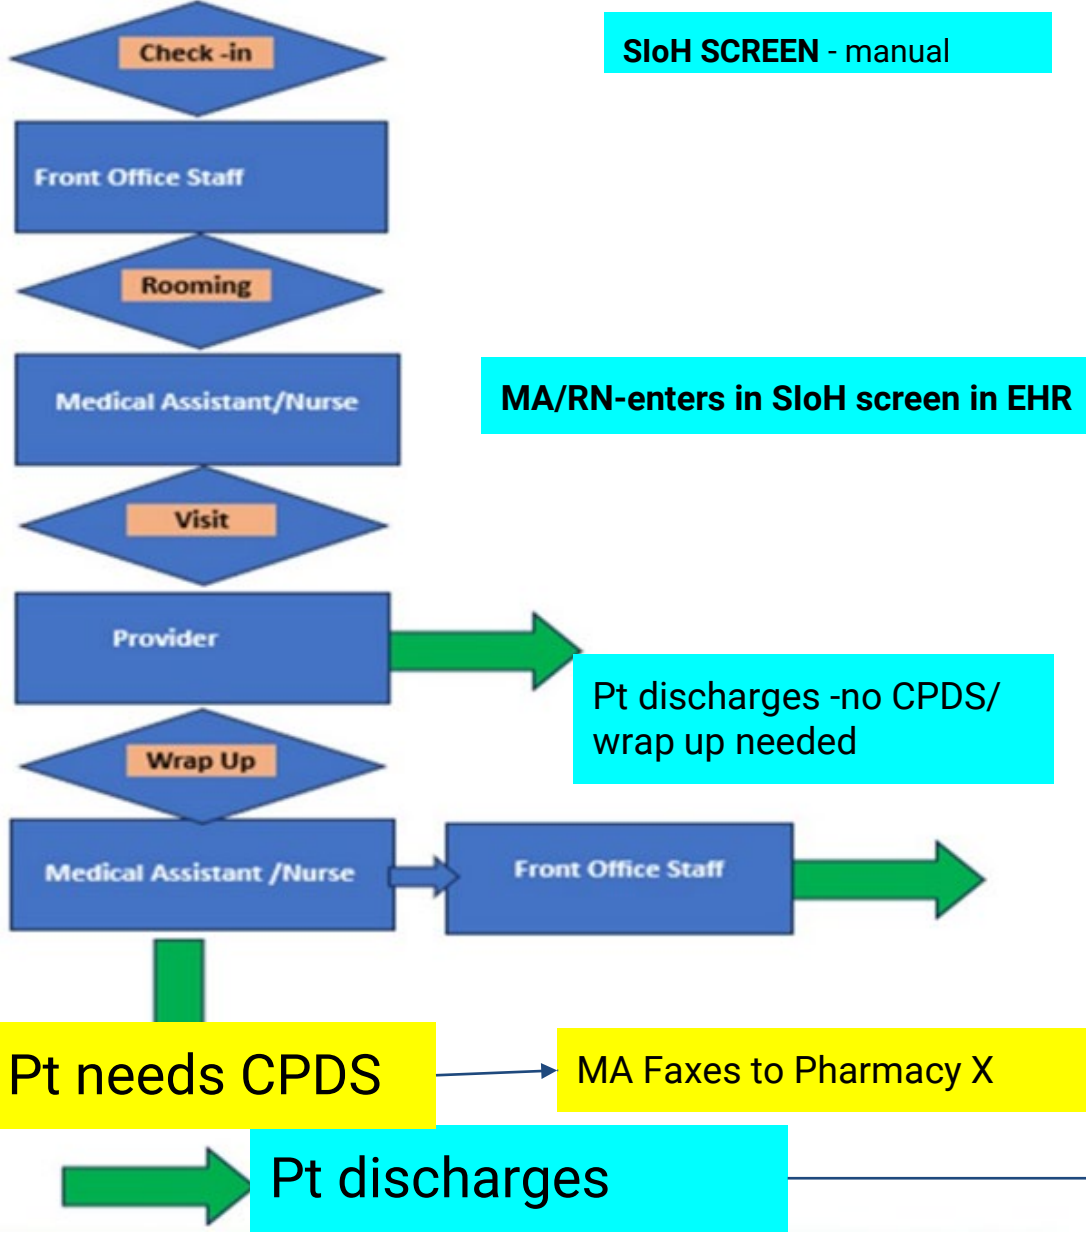 Check -in
SIoH SCREEN - manual
Front Office Staff
Rooming
Medical Assistant/Nurse
MA/RN-enters in SIoH screen in EHR
Visit
Provider
Pt discharges -no CPDS/
wrap up needed
Wrap Up
Medical Assistant /Nurse
Front Office Staff
Pt needs CPDS
MA Faxes to Pharmacy X
Pt discharges